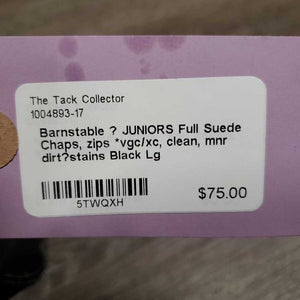 The Tack Collector
1004893-17
Barnstable ? JUNIORS Full Suede
Chaps, zips *vgc/xc, clean, mnr
dirt?stains Black Lg
5TWQXH
$75.00